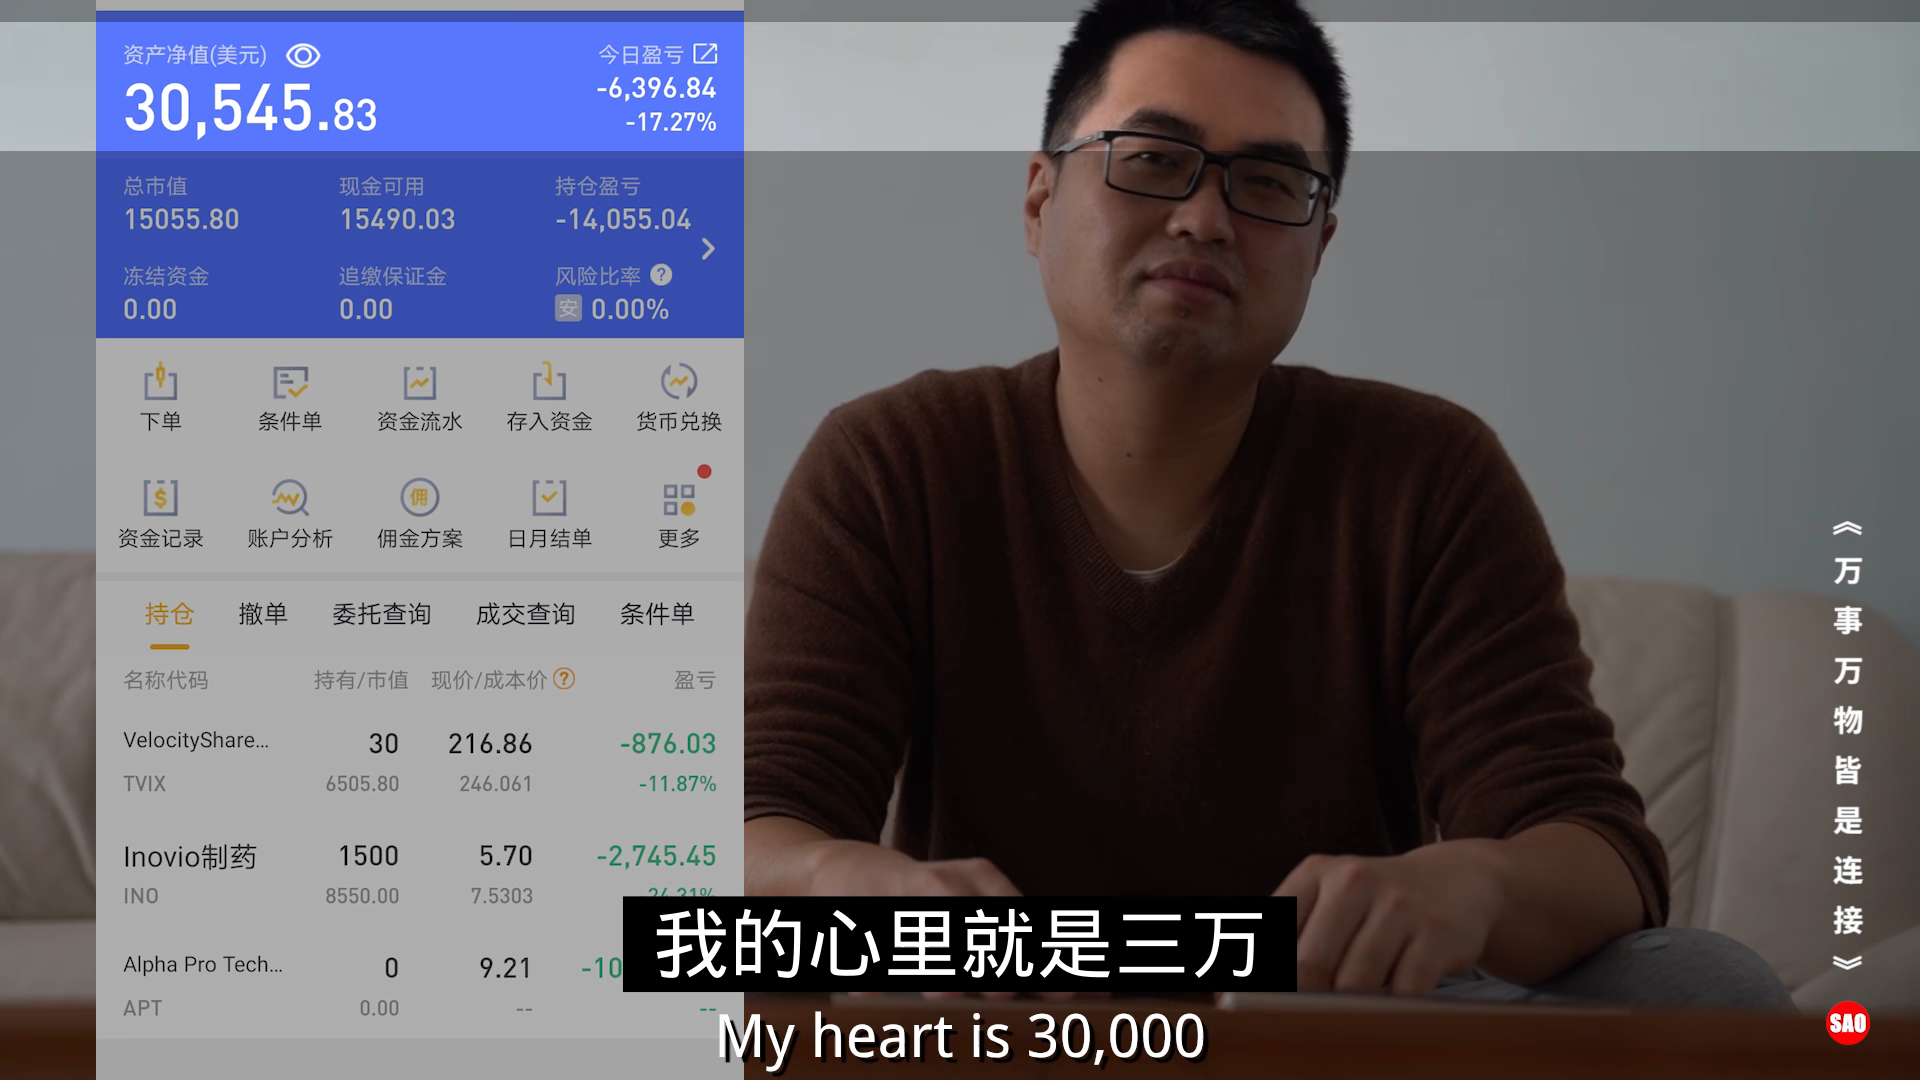 资产净值(美元)
30,545.83
今日盈亏
-6,396.84
-17.27%
总市值 现金可用 持仓盈亏
15055.80 15490.03 -14,055.04
冻结资金 追缴保证金 风险比率 ?
0.00 0.00 安 0.00%
下单 条件单 资金流水 存入资金 货币兑换
佣
资金记录 账户分析 佣金方案 日月结单 更多
持仓 撤单 委托查询 成交查询 条件单
名称代码 持有/市值 现价/成本价 ? 盈亏
VelocityShare... 30 216.86 -876.03
TVIX 6505.80 246.061 -11.87%
Inovio制药 1500 5.70 -2,745.45
INO 8550.00 7.5303
Alpha Pro Tech... 0 9.21 -10
APT 0.00 -- --
我的心里就是三万
My heart is 30,000
《万事万物皆是连接》
SAO